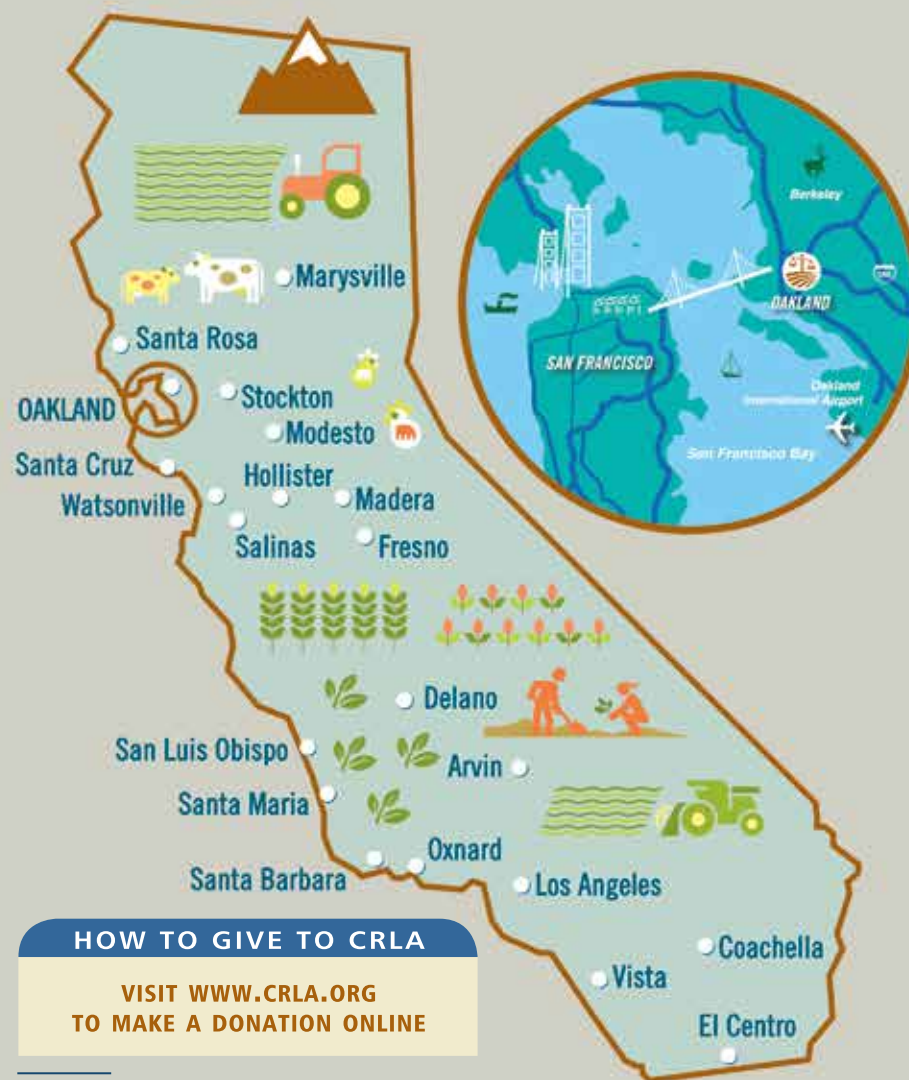 Marysville
Santa Rosa
OAKLAND
Stockton
Modesto
Santa Cruz
Hollister
Watsonville
Madera
Salinas
Fresno
Delano
San Luis Obispo
Arvin
Santa Maria
Oxnard
Santa Barbara
Los Angeles
Coachella
Vista
El Centro
Berkeley
OAKLAND
SAN FRANCISCO
Oakland
International Airport
San Francisco Bay
HOW TO GIVE TO CRLA
VISIT WWW.CRLA.ORG
TO MAKE A DONATION ONLINE